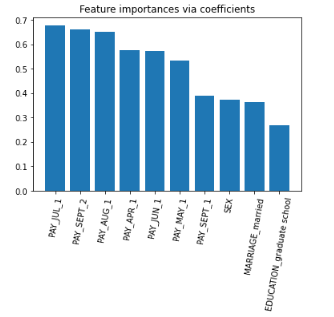 Feature importances via coefficients
0.7
0.6
0.5
0.4
0.3
0.2
0.1
0.0
PAY_JUL_1
PAY_SEPT_2
PAY_AUG_1
PAY_APR_1
PAY_JUN_1
PAY_MAY_1
PAY_SEPT_1
SEX
MARRIAGE_married
EDUCATION_graduate school